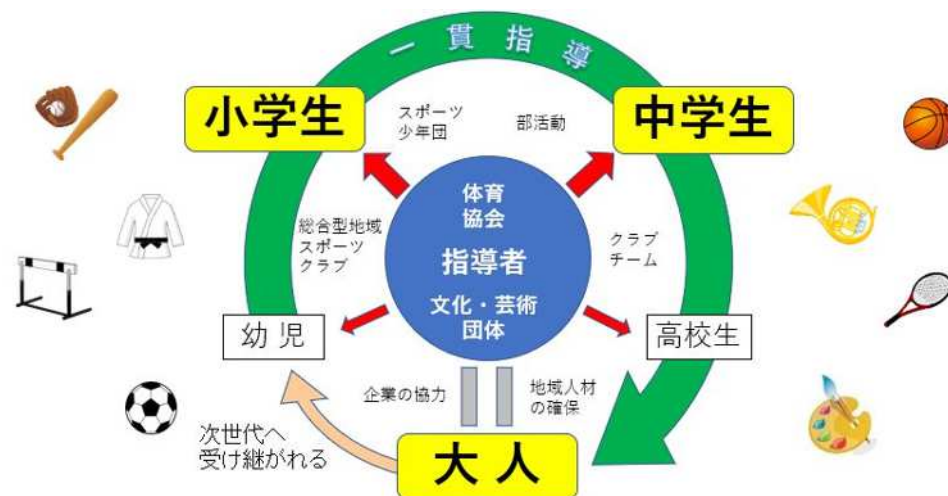 一貫指導
小学生
スポーツ
少年団
部活動
中学生
体育
協会
指導者
文化・芸術
団体
総合型地域
スポーツ
クラブ
クラブ
チーム
幼児
高校生
企業の協力
地域人材
の確保
次世代へ
受け継がれる
大人